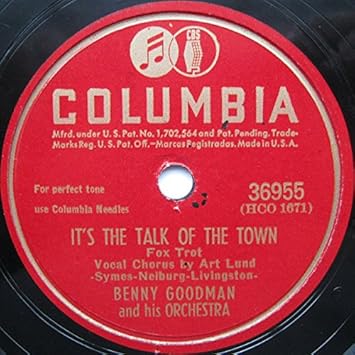 CBS
COLUMBIA
Mfrd. under U.S. Pat. No. 1,702,564 and Pat. Pending. Trade-
Marks Reg. U.S. Pat. Off.–Marcas Registradas. Made in U.S.A.
For perfect tone
use Columbia Needles
36955
(HCO 1671)
IT'S THE TALK OF THE TOWN
Fox Trot
Vocal Chorus by Art Lund
-Symes-Neiburg-Livingston-
BENNY GOODMAN
and his ORCHESTRA